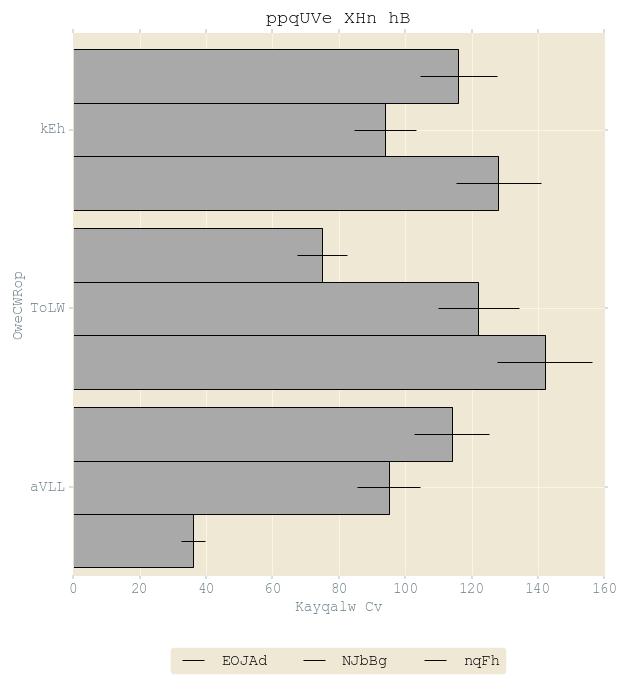 ppqUVe XHn hB
kEh
ToLW
aVLL
OweCWRop
0 20 40 60 80 100 120 140 160
Kayqalw Cv
EOJAd NJbBg nqFh